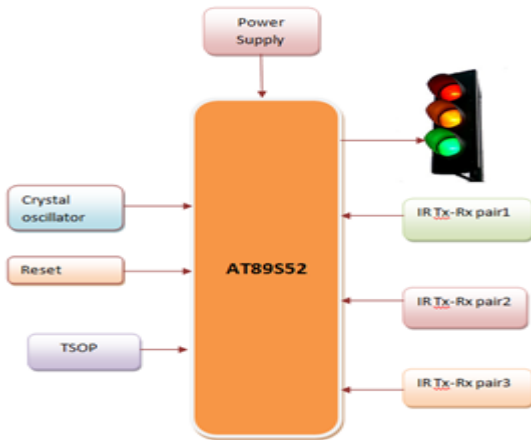 Power
Supply
Crystal
oscillator
IR Tx-Rx pair1
Reset
AT89S52
IR Tx-Rx pair2
TSOP
IR Tx-Rx pair3